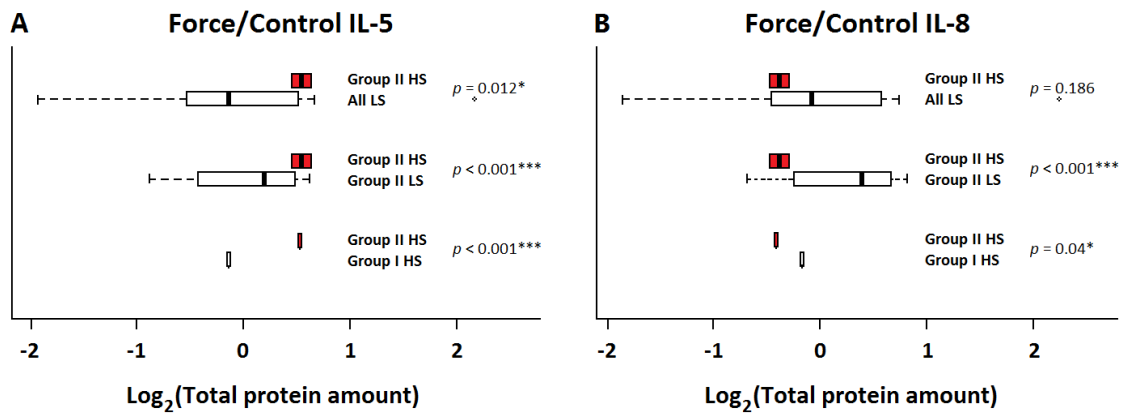 A
Force/Control IL-5
Group II HS
All LS
p = 0.012*
Group II HS
Group II LS
p < 0.001***
Group II HS
Group I HS
p < 0.001***
-2 -1 0 1 2
Log2(Total protein amount)
B
Force/Control IL-8
Group II HS
All LS
p = 0.186
Group II HS
Group II LS
p < 0.001***
Group II HS
Group I HS
p = 0.04*
-2 -1 0 1 2
Log2(Total protein amount)